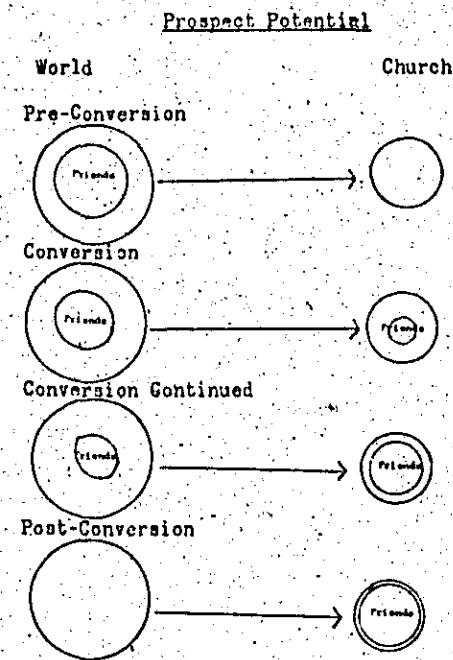 Prospect Potential
World Church
Pre-Conversion
Friends
Conversion
Friends Friends
Conversion Continued
Friends Friends
Post-Conversion
Friends